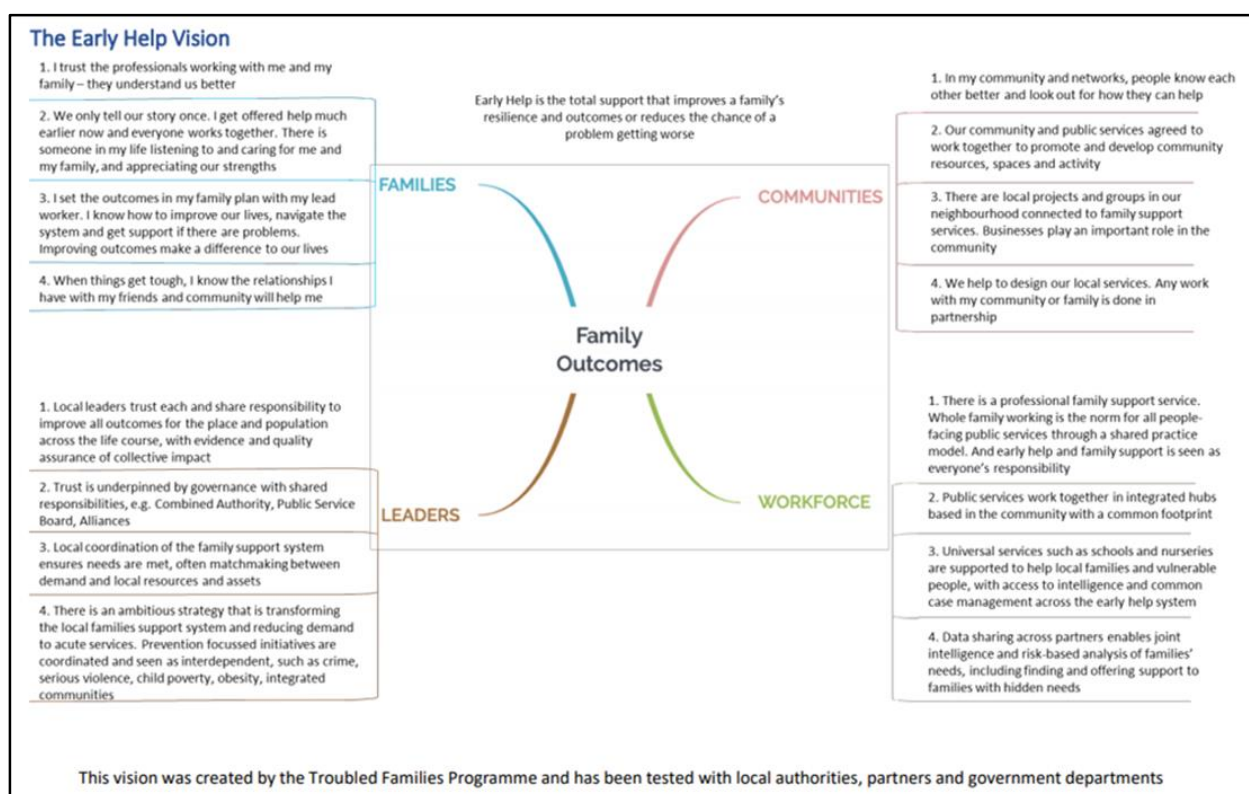 The Early Help Vision
1. I trust the professionals working with me and my
family – they understand us better
2. We only tell our story once. I get offered help much
earlier now and everyone works together. There is
someone in my life listening to and caring for me and
my family, and appreciating our strengths
3. I set the outcomes in my family plan with my lead
worker. I know how to improve our lives, navigate the
system and get support if there are problems.
Improving outcomes make a difference to our lives
4. When things get tough, I know the relationships I
have with my friends and community will help me
FAMILIES
Early Help is the total support that improves a family's
resilience and outcomes or reduces the chance of a
problem getting worse
COMMUNITIES
1. In my community and networks, people know each
other better and look out for how they can help
2. Our community and public services agreed to
work together to promote and develop community
resources, spaces and activity
3. There are local projects and groups in our
neighbourhood connected to family support
services. Businesses play an important role in the
community
4. We help to design our local services. Any work
with my community or family is done in
partnership
Family
Outcomes
1. Local leaders trust each and share responsibility to
improve all outcomes for the place and population
across the life course, with evidence and quality
assurance of collective impact
2. Trust is underpinned by governance with shared
responsibilities, e.g. Combined Authority, Public Service
Board, Alliances
3. Local coordination of the family support system
ensures needs are met, often matchmaking between
demand and local resources and assets
4. There is an ambitious strategy that is transforming
the local families support system and reducing demand
to acute services. Prevention focussed initiatives are
coordinated and seen as interdependent, such as crime,
serious violence, child poverty, obesity, integrated
communities
LEADERS
WORKFORCE
1. There is a professional family support service.
Whole family working is the norm for all people-
facing public services through a shared practice
model. And early help and family support is seen as
everyone's responsibility
2. Public services work together in integrated hubs
based in the community with a common footprint
3. Universal services such as schools and nurseries
are supported to help local families and vulnerable
people, with access to intelligence and common
case management across the early help system
4. Data sharing across partners enables joint
intelligence and risk-based analysis of families'
needs, including finding and offering support to
families with hidden needs
This vision was created by the Troubled Families Programme and has been tested with local authorities, partners and government departments